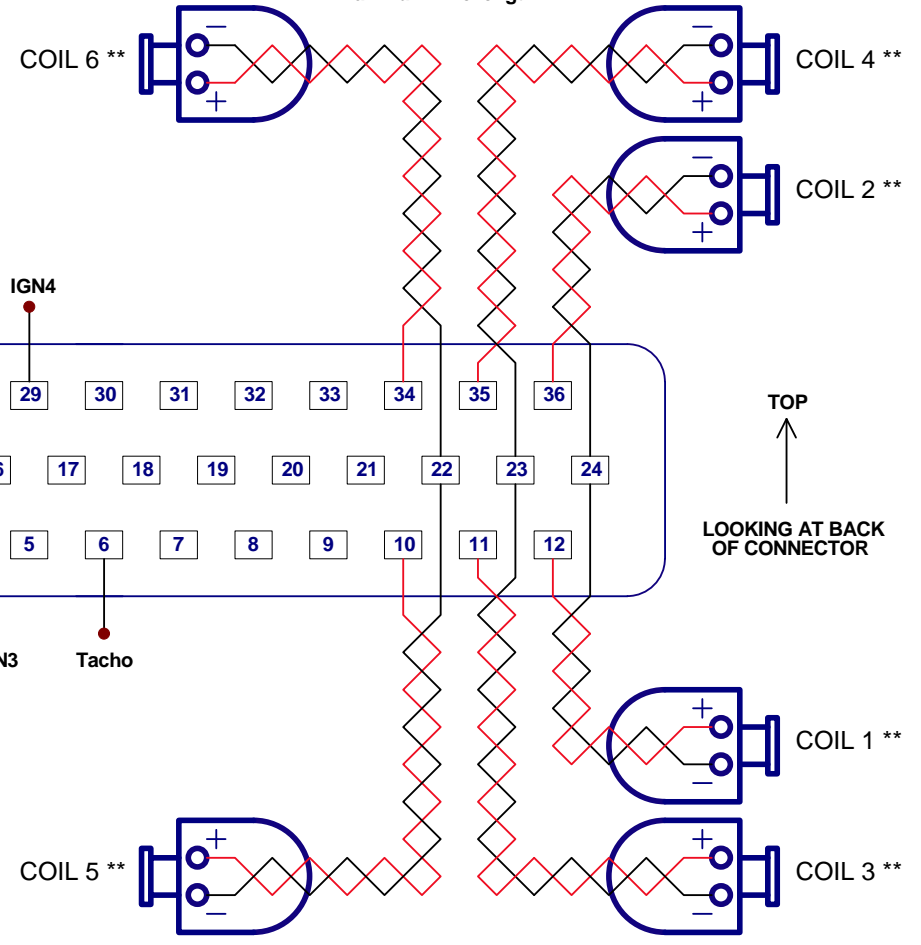 COIL 6 **
COIL 4 **
COIL 2 **
IGN4
29 30 31 32 33 34 35 36
TOP
17 18 19 20 21 22 23 24
LOOKING AT BACK
OF CONNECTOR
5 6 7 8 9 10 11 12
Tacho
COIL 1 **
COIL 5 **
COIL 3 **